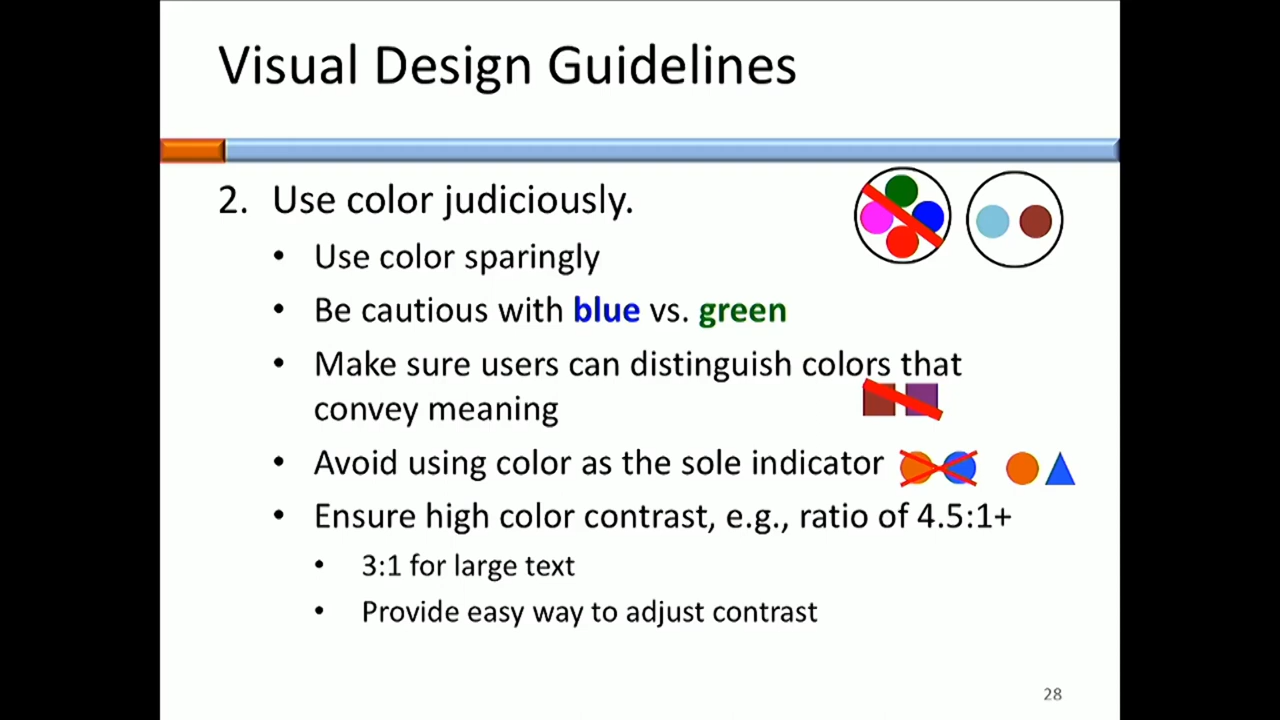 Visual Design Guidelines
2. Use color judiciously.
• Use color sparingly
• Be cautious with blue vs. green
• Make sure users can distinguish colors that
convey meaning
• Avoid using color as the sole indicator
• Ensure high color contrast, e.g., ratio of 4.5:1+
• 3:1 for large text
• Provide easy way to adjust contrast
28